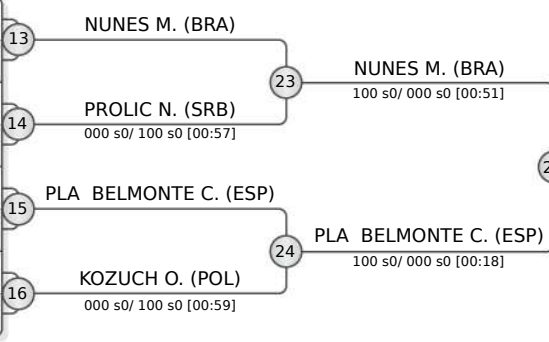 13
NUNES M. (BRA)
23
NUNES M. (BRA)
100 s0/ 000 s0 [00:51]
14
PROLIC N. (SRB)
000 s0/ 100 s0 [00:57]
15
PLA BELMONTE C. (ESP)
24
PLA BELMONTE C. (ESP)
100 s0/ 000 s0 [00:18]
16
KOZUCH O. (POL)
000 s0/ 100 s0 [00:59]